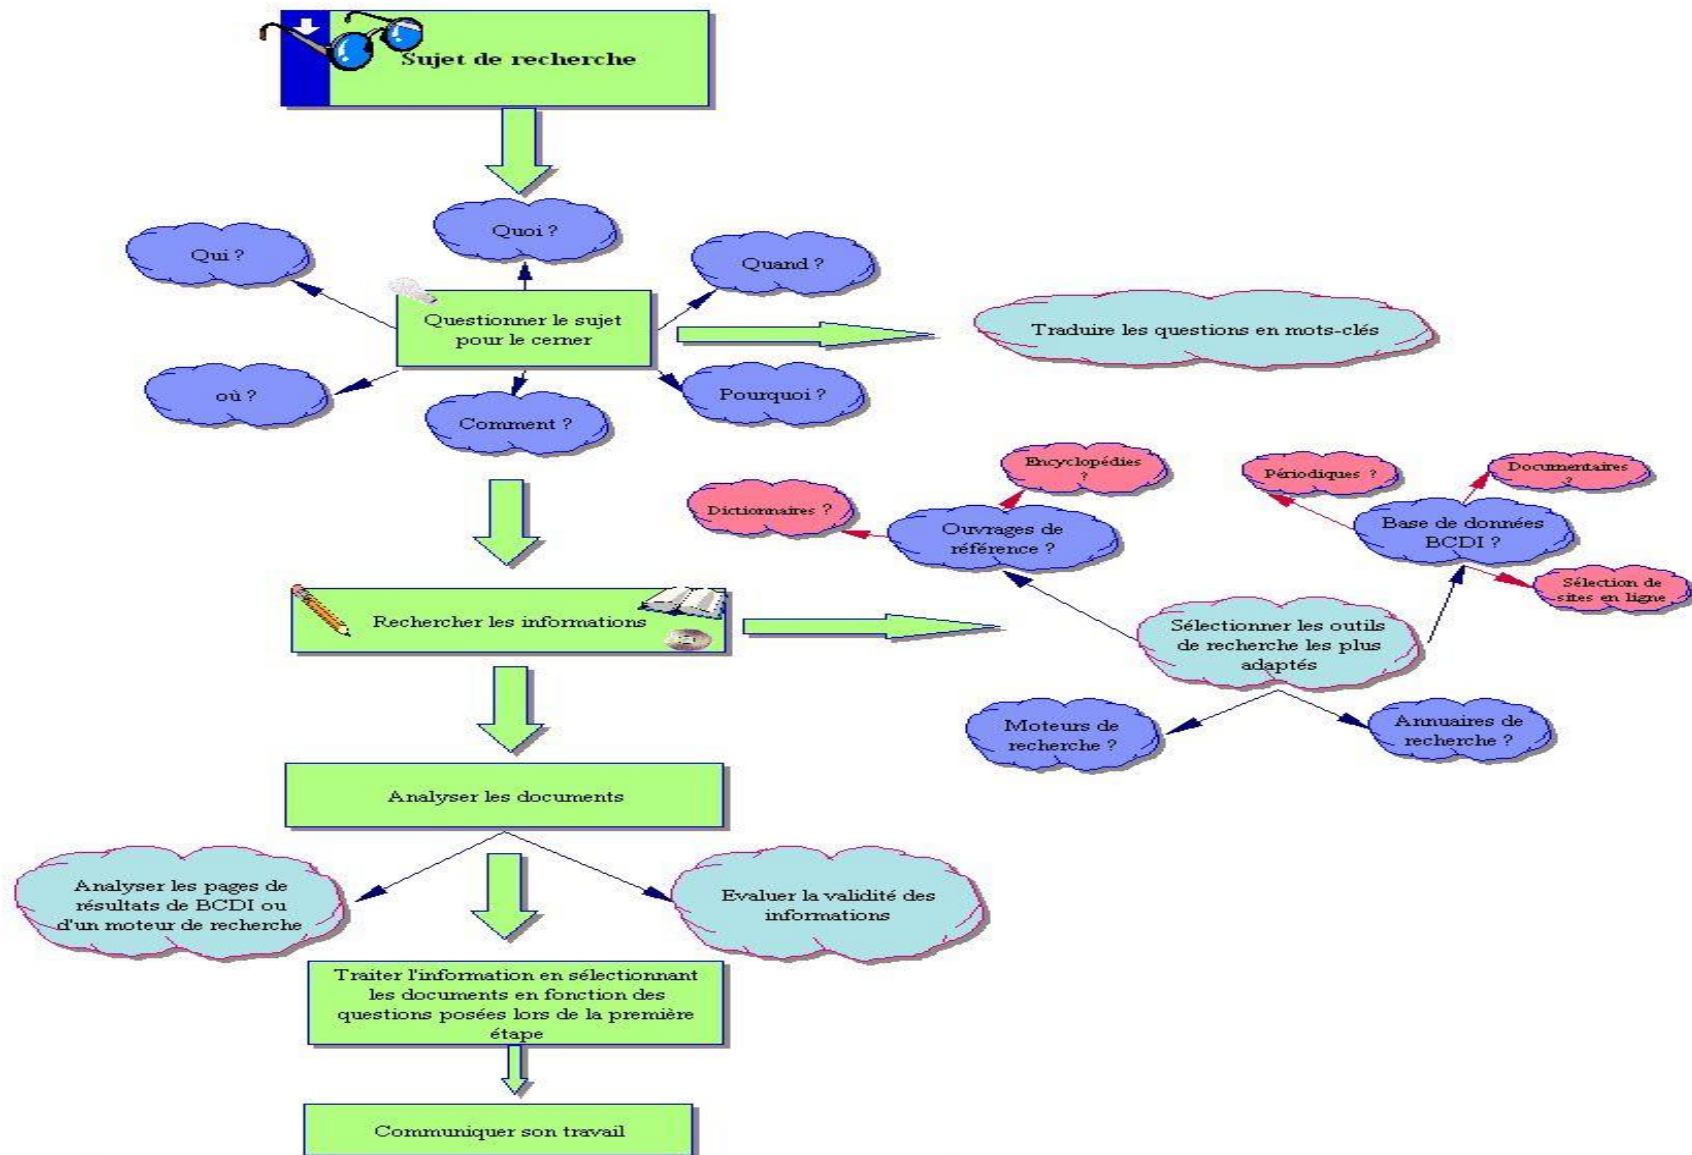 Sujet de recherche
Quoi ?
Qui ?
Quand ?
Questionner le sujet
pour le cerner
Traduire les questions en mots-clés
où ?
Comment ?
Pourquoi ?
Encyclopédies
?
Dictionnaires ?
Ouvrages de
référence ?
Périodiques ?
Documentaires
?
Base de données
BCDI ?
Sélection de
sites en ligne
Rechercher les informations
Sélectionner les outils
de recherche les plus
adaptés
Moteurs de
recherche ?
Annuaires de
recherche ?
Analyser les documents
Analyser les pages de
résultats de BCDI ou
d'un moteur de recherche
Evaluer la validité des
informations
Traiter l'information en sélectionnant
les documents en fonction des
questions posées lors de la première
étape
Communiquer son travail